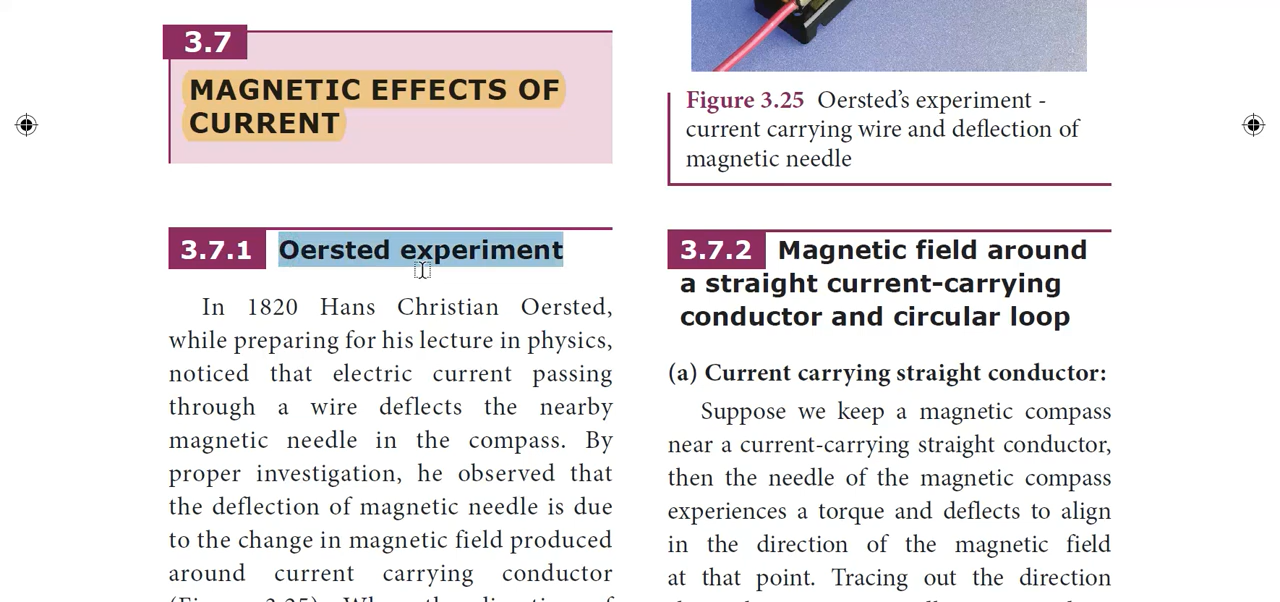 3.7
MAGNETIC EFFECTS OF
CURRENT
3.7.1 Oersted experiment
In 1820 Hans Christian Oersted,
while preparing for his lecture in physics,
noticed that electric current passing
through a wire deflects the nearby
magnetic needle in the compass. By
proper investigation, he observed that
the deflection of magnetic needle is due
to the change in magnetic field produced
around current carrying conductor
Figure 3.25 Oersted's experiment -
current carrying wire and deflection of
magnetic needle
3.7.2 Magnetic field around
a straight current-carrying
conductor and circular loop
(a) Current carrying straight conductor:
Suppose we keep a magnetic compass
near a current-carrying straight conductor,
then the needle of the magnetic compass
experiences a torque and deflects to align
in the direction of the magnetic field
at that point. Tracing out the direction